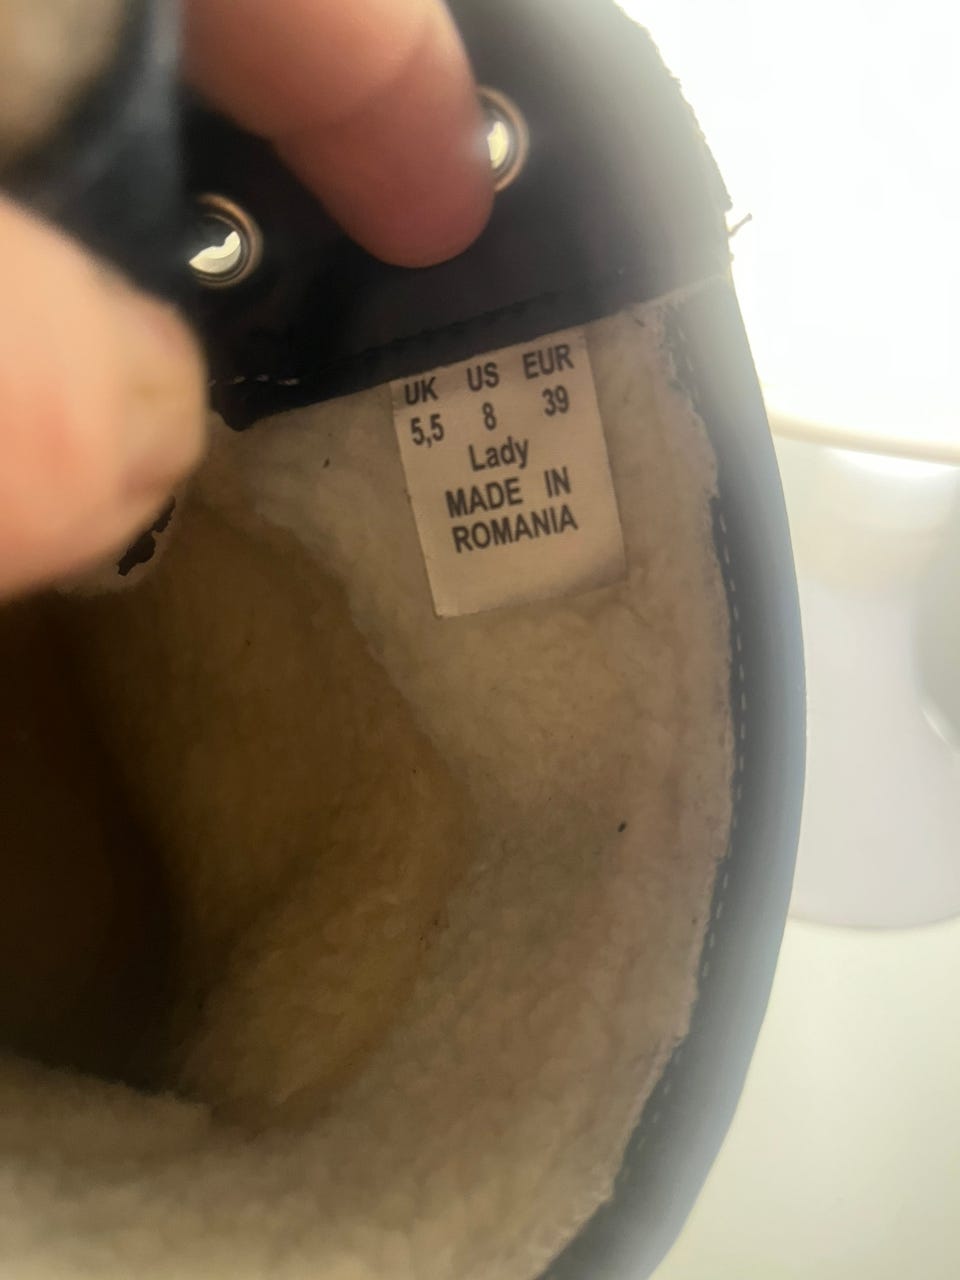 UK US EUR
5,5 8 39
Lady
MADE IN
ROMANIA